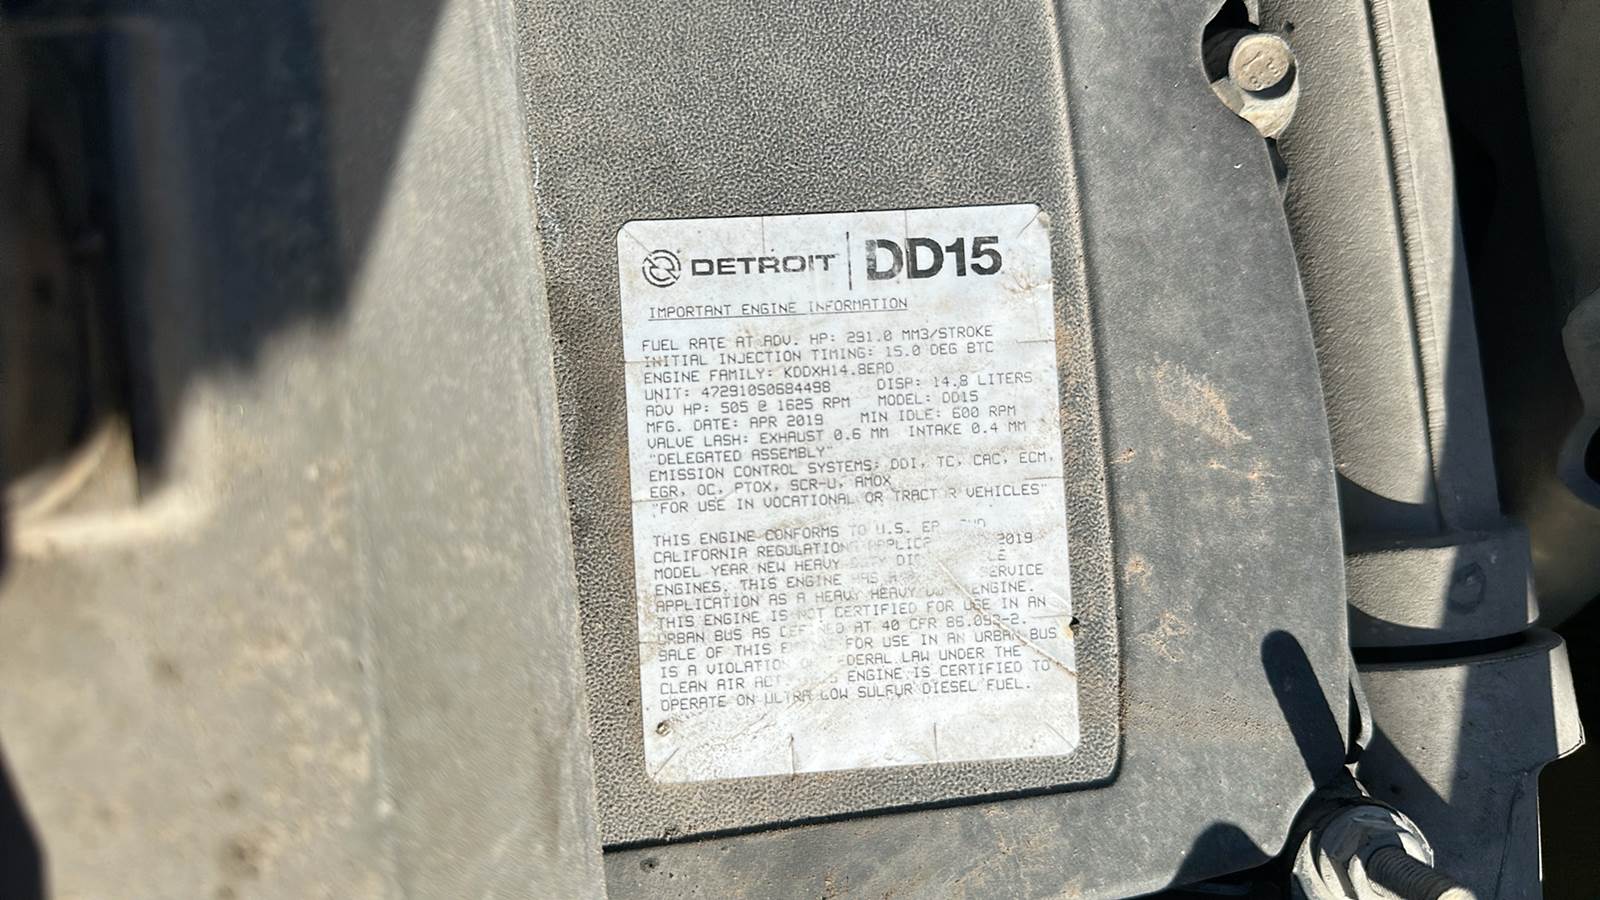 DETROIT DD15
IMPORTANT ENGINE INFORMATION
FUEL RATE AT ADV. HP: 291.0 MM3/STROKE
INITIAL INJECTION TIMING: 15.0 DEG BTC
ENGINE FAMILY: KDDXH14.8EAD
UNIT: 472910S0684498 DISP: 14.8 LITERS
ADV HP: 505 @ 1625 RPM MODEL: DD15
MFG. DATE: APR 2019 MIN IDLE: 600 RPM
VALVE LASH: EXHAUST 0.6 MM INTAKE 0.4 MM
"DELEGATED ASSEMBLY"
EMISSION CONTROL SYSTEMS: DDI, TC, CAC, ECM,
EGR, OC, PTOX, SCR-U, AMOX
"FOR USE IN VOCATIONAL OR TRACTOR VEHICLES"
THIS ENGINE CONFORMS TO U.S. EPA AND
CALIFORNIA REGULATIONS 2019
MODEL YEAR NEW HEAVY DUTY
ENGINES. THIS ENGINE HAS A SERVICE
APPLICATION AS A HEAVY HEAVY DUTY ENGINE.
THIS ENGINE IS NOT CERTIFIED FOR USE IN AN
URBAN BUS AS DEFINED AT 40 CFR 86.093-2.
SALE OF THIS ENGINE FOR USE IN AN URBAN BUS
IS A VIOLATION OF FEDERAL LAW UNDER THE
CLEAN AIR ACT. THIS ENGINE IS CERTIFIED TO
OPERATE ON ULTRA LOW SULFUR DIESEL FUEL.